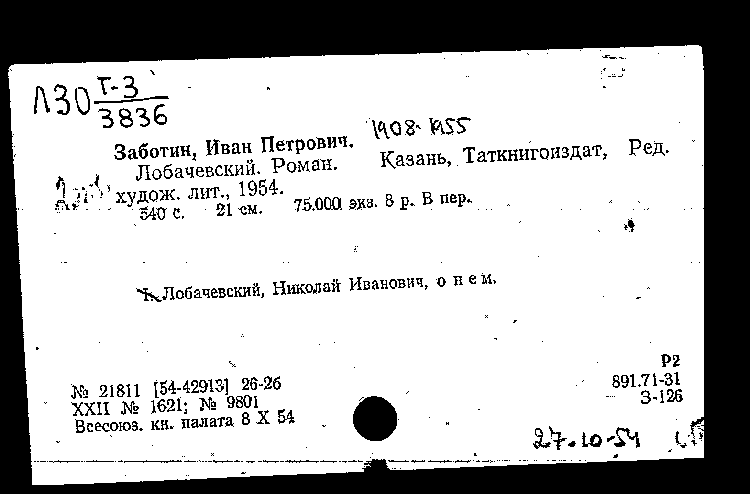 Л30 Г-3
3836
Заботин, Иван Петрович. 1908-1955
Лобачевский. Роман. Казань, Таткнигоиздат, Ред.
худож. лит., 1954.
540 с. 21 см. 75.000 экз. 8 р. В пер.
Лобачевский, Николай Иванович, о нем.
Р2
№ 21811 [54-42913] 26-26
891.71-31
XXII № 1621; № 9801
З-126
Всесоюз. кн. палата 8 X 54
27.10-54